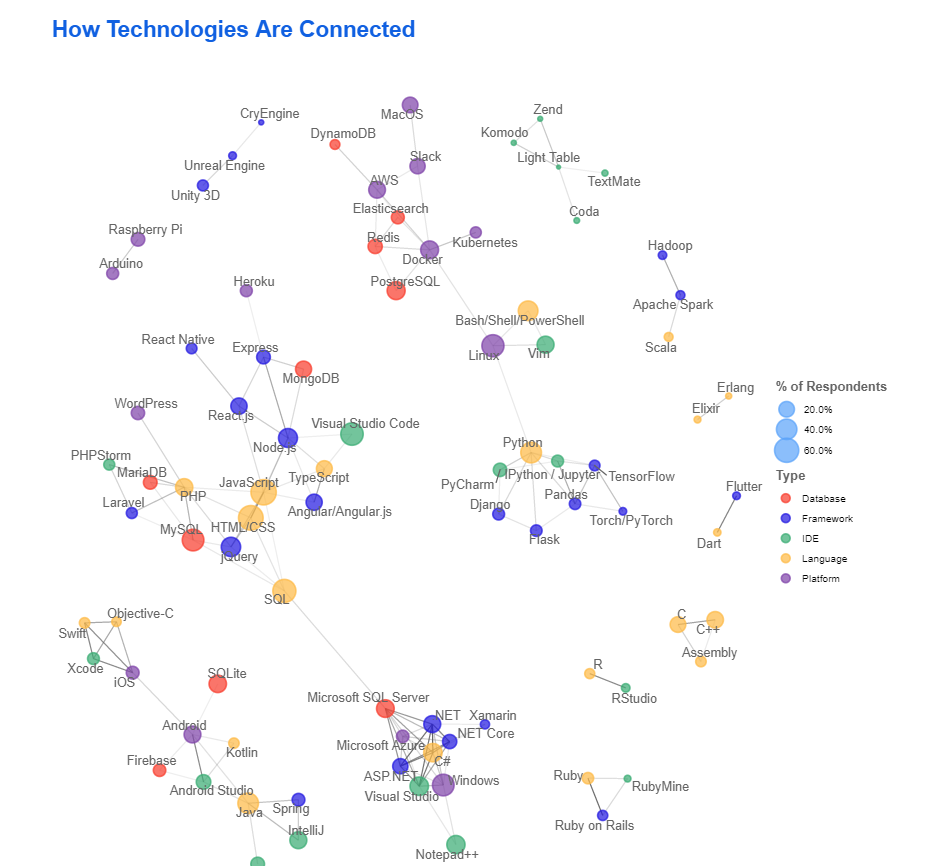 How Technologies Are Connected
CryEngine
Unreal Engine
Unity 3D
MacOS
DynamoDB
Slack
AWS
Elasticsearch
Redis
Docker
Kubernetes
PostgreSQL
Zend
Komodo
Light Table
TextMate
Coda
Raspberry Pi
Arduino
Hadoop
Apache Spark
Scala
Heroku
React Native
Express
MongoDB
React.js
Node.js
Visual Studio Code
Bash/Shell/PowerShell
Linux
Vim
WordPress
PHPStorm
MariaDB
PHP
Laravel
MySQL
JavaScript
TypeScript
HTML/CSS
Angular/Angular.js
jQuery
SQL
Python
PyCharm
IPython / Jupyter
TensorFlow
Django
Pandas
Torch/PyTorch
Flask
Erlang
Elixir
Flutter
Dart
% of Respondents
20.0%
40.0%
60.0%
Type
Database
Framework
IDE
Language
Platform
Objective-C
Swift
Xcode
iOS
SQLite
Android
Kotlin
Firebase
Android Studio
Java
Spring
IntelliJ
Microsoft SQL Server
.NET
Xamarin
.NET Core
Microsoft Azure
C#
ASP.NET
Windows
Visual Studio
Notepad++
C
C++
Assembly
R
RStudio
Ruby
RubyMine
Ruby on Rails